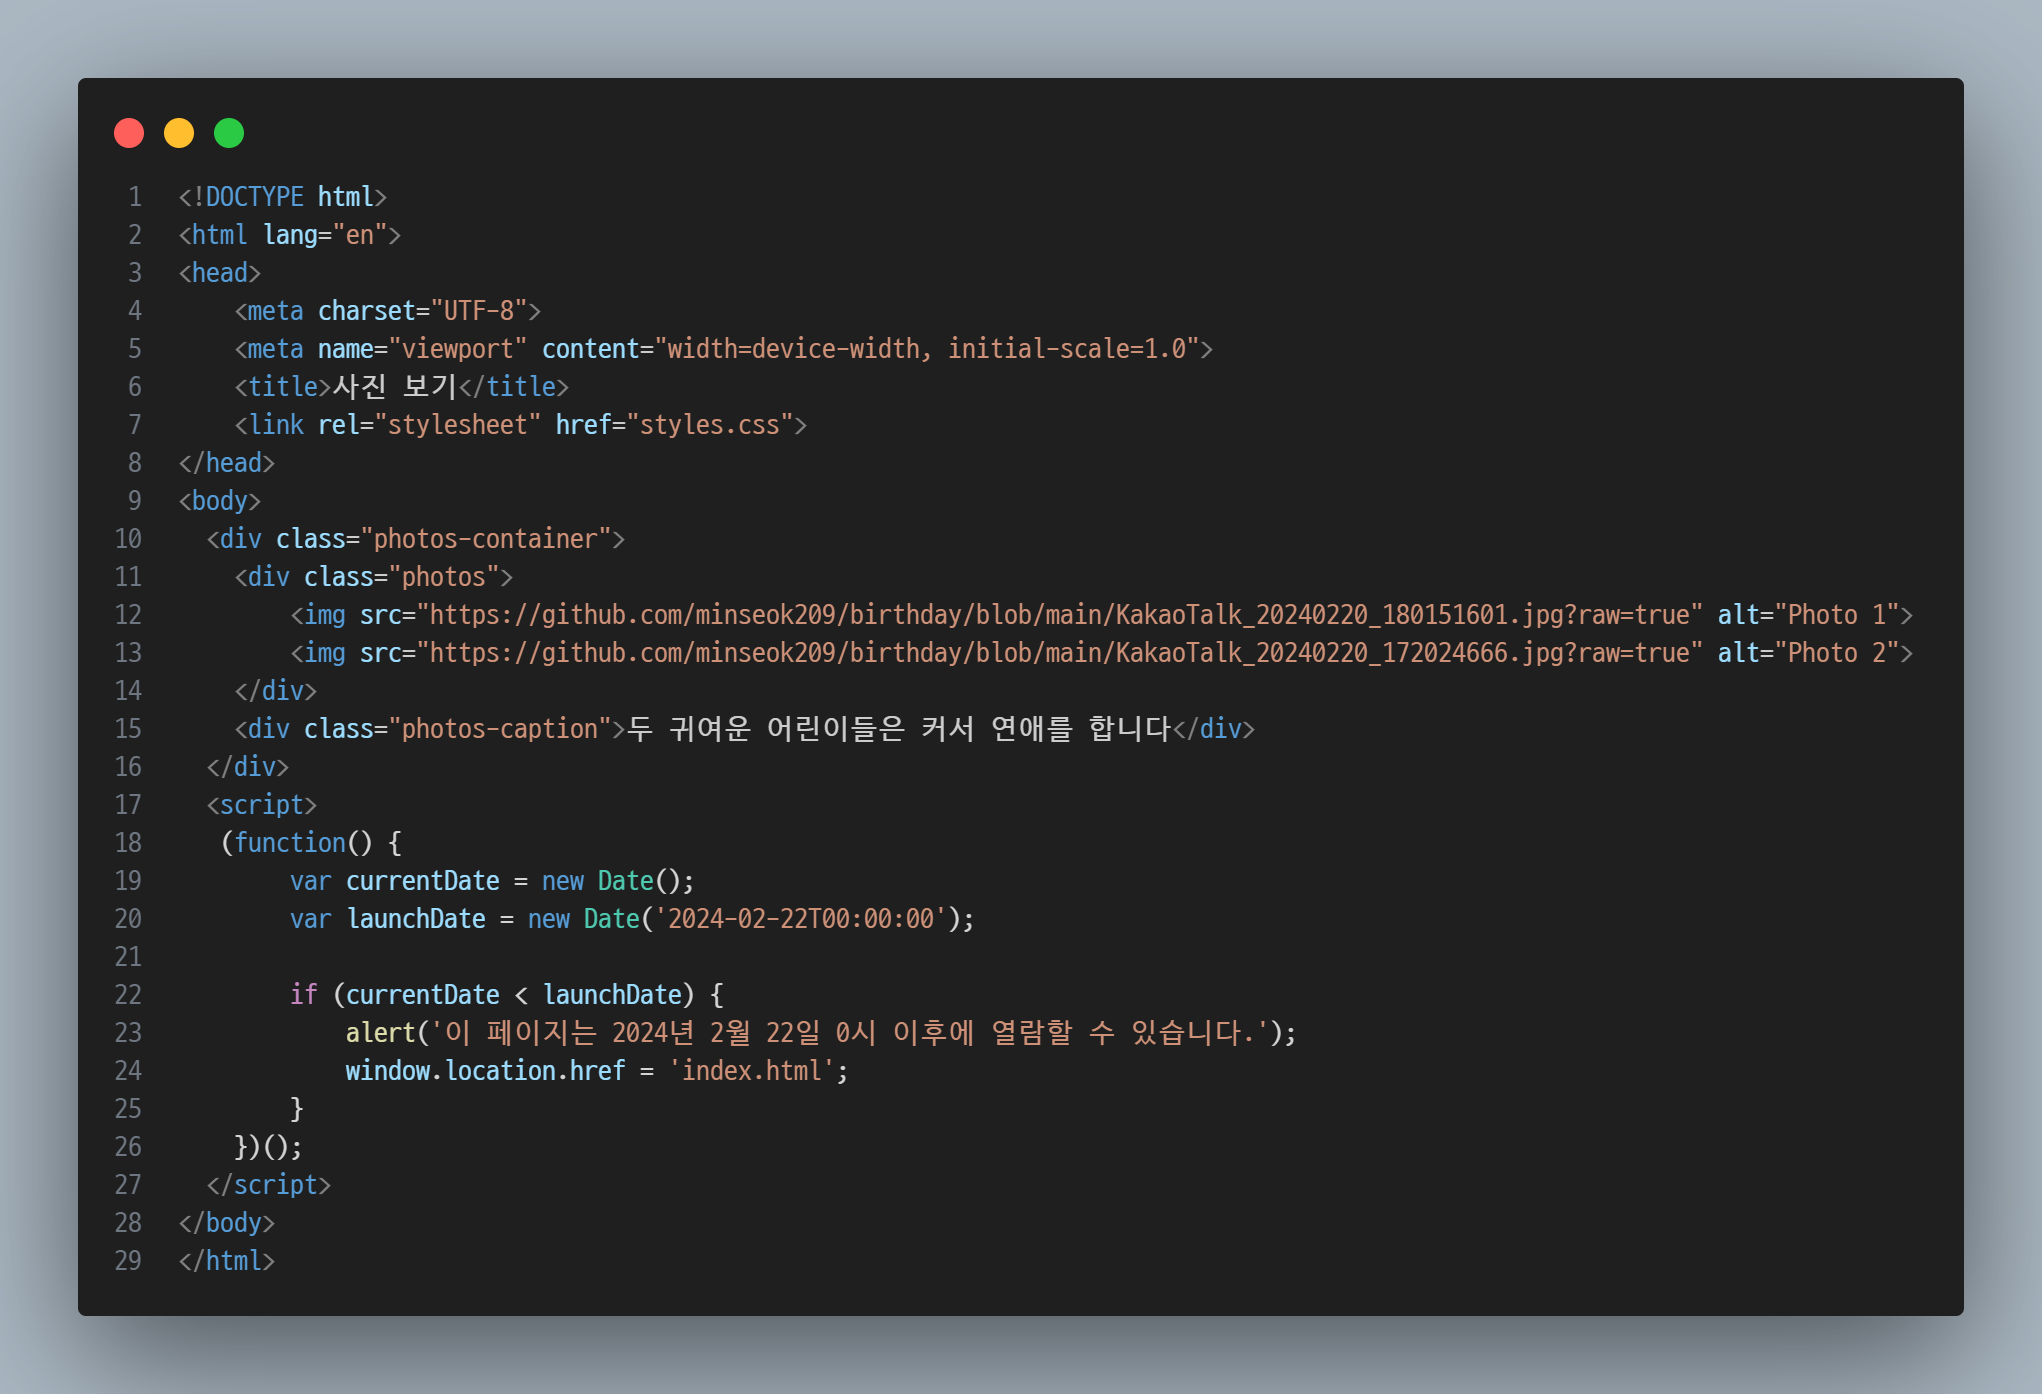 1 <!DOCTYPE html>
2 <html lang="en">
3 <head>
4     <meta charset="UTF-8">
5     <meta name="viewport" content="width=device-width, initial-scale=1.0">
6     <title>사진 보기</title>
7     <link rel="stylesheet" href="styles.css">
8 </head>
9 <body>
10   <div class="photos-container">
11     <div class="photos">
12         <img src="https://github.com/minseok209/birthday/blob/main/KakaoTalk_20240220_180151601.jpg?raw=true" alt="Photo 1">
13         <img src="https://github.com/minseok209/birthday/blob/main/KakaoTalk_20240220_172024666.jpg?raw=true" alt="Photo 2">
14     </div>
15     <div class="photos-caption">두 귀여운 어린이들은 커서 연애를 합니다</div>
16   </div>
17   <script>
18    (function() {
19         var currentDate = new Date();
20         var launchDate = new Date('2024-02-22T00:00:00');
21
22         if (currentDate < launchDate) {
23             alert('이 페이지는 2024년 2월 22일 0시 이후에 열람할 수 있습니다.');
24             window.location.href = 'index.html';
25         }
26     })();
27   </script>
28 </body>
29 </html>